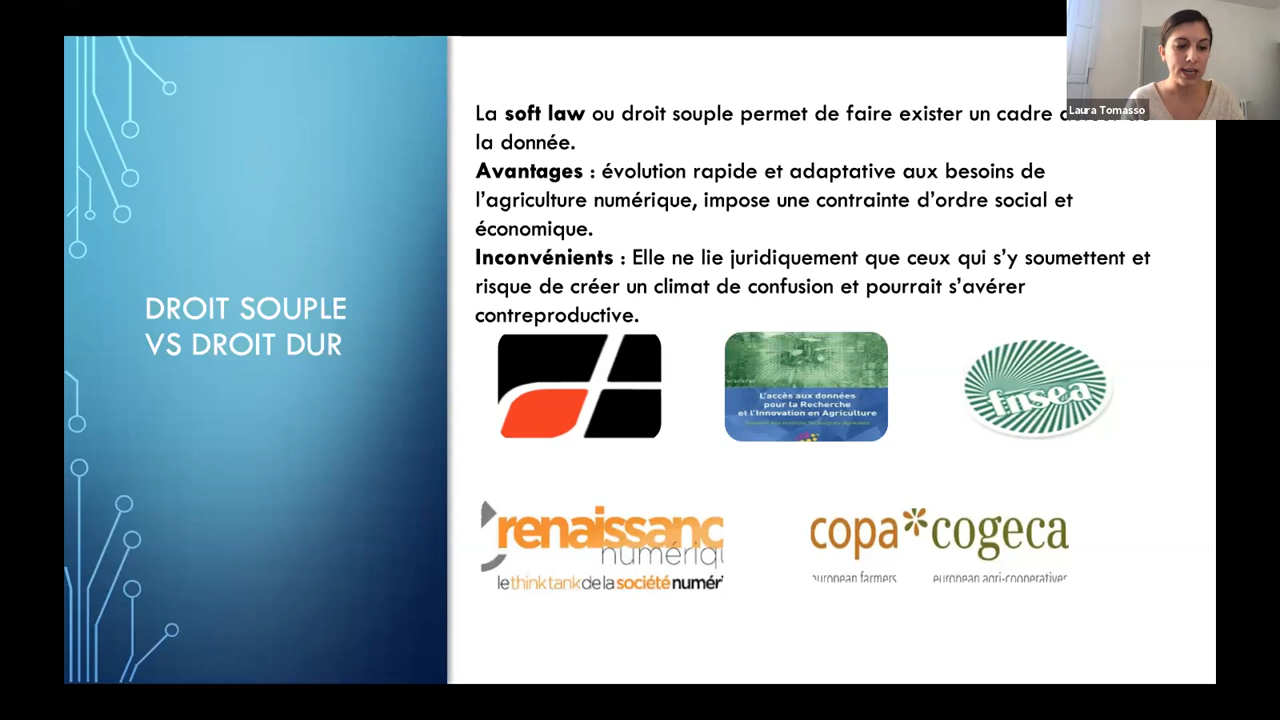 Laura Tomasso
DROIT SOUPLE
VS DROIT DUR
La soft law ou droit souple permet de faire exister un cadre
la donnée.
Avantages : évolution rapide et adaptative aux besoins de
l’agriculture numérique, impose une contrainte d’ordre social et
économique.
Inconvénients : Elle ne lie juridiquement que ceux qui s’y soumettent et
risque de créer un climat de confusion et pourrait s’avérer
contreproductive.
L'accès aux données
pour la Recherche
et l'Innovation en Agriculture
fnsea
renaissanc
numériq
le think tank de la société numér
copa*cogeca
european farmers european agri-cooperatives